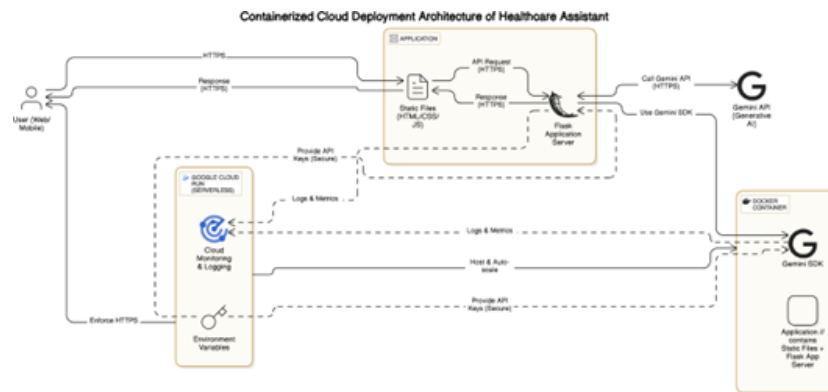 Containerized Cloud Deployment Architecture of Healthcare Assistant
APPLICATION
HTTPS
API Request
(HTTPS)
Response
(HTTPS)
Response
(HTTPS)
Call Gemini API
(HTTPS)
User (Web/
Mobile)
Static Files
(HTML/CSS/
JS)
Flask
Application
Server
Gemini API
(Generative
AI)
Use Gemini SDK
Provide API
Keys (Secure)
GOOGLE CLOUD
RUN
(SERVERLESS)
DOCKER
CONTAINER
Logs & Metrics
Logs & Metrics
Cloud
Monitoring
& Logging
Host & Auto-
scale
Gemini SDK
Provide API
Keys (Secure)
Enforce HTTPS
Environment
Variables
Application //
contains
Static Files +
Flask App
Server